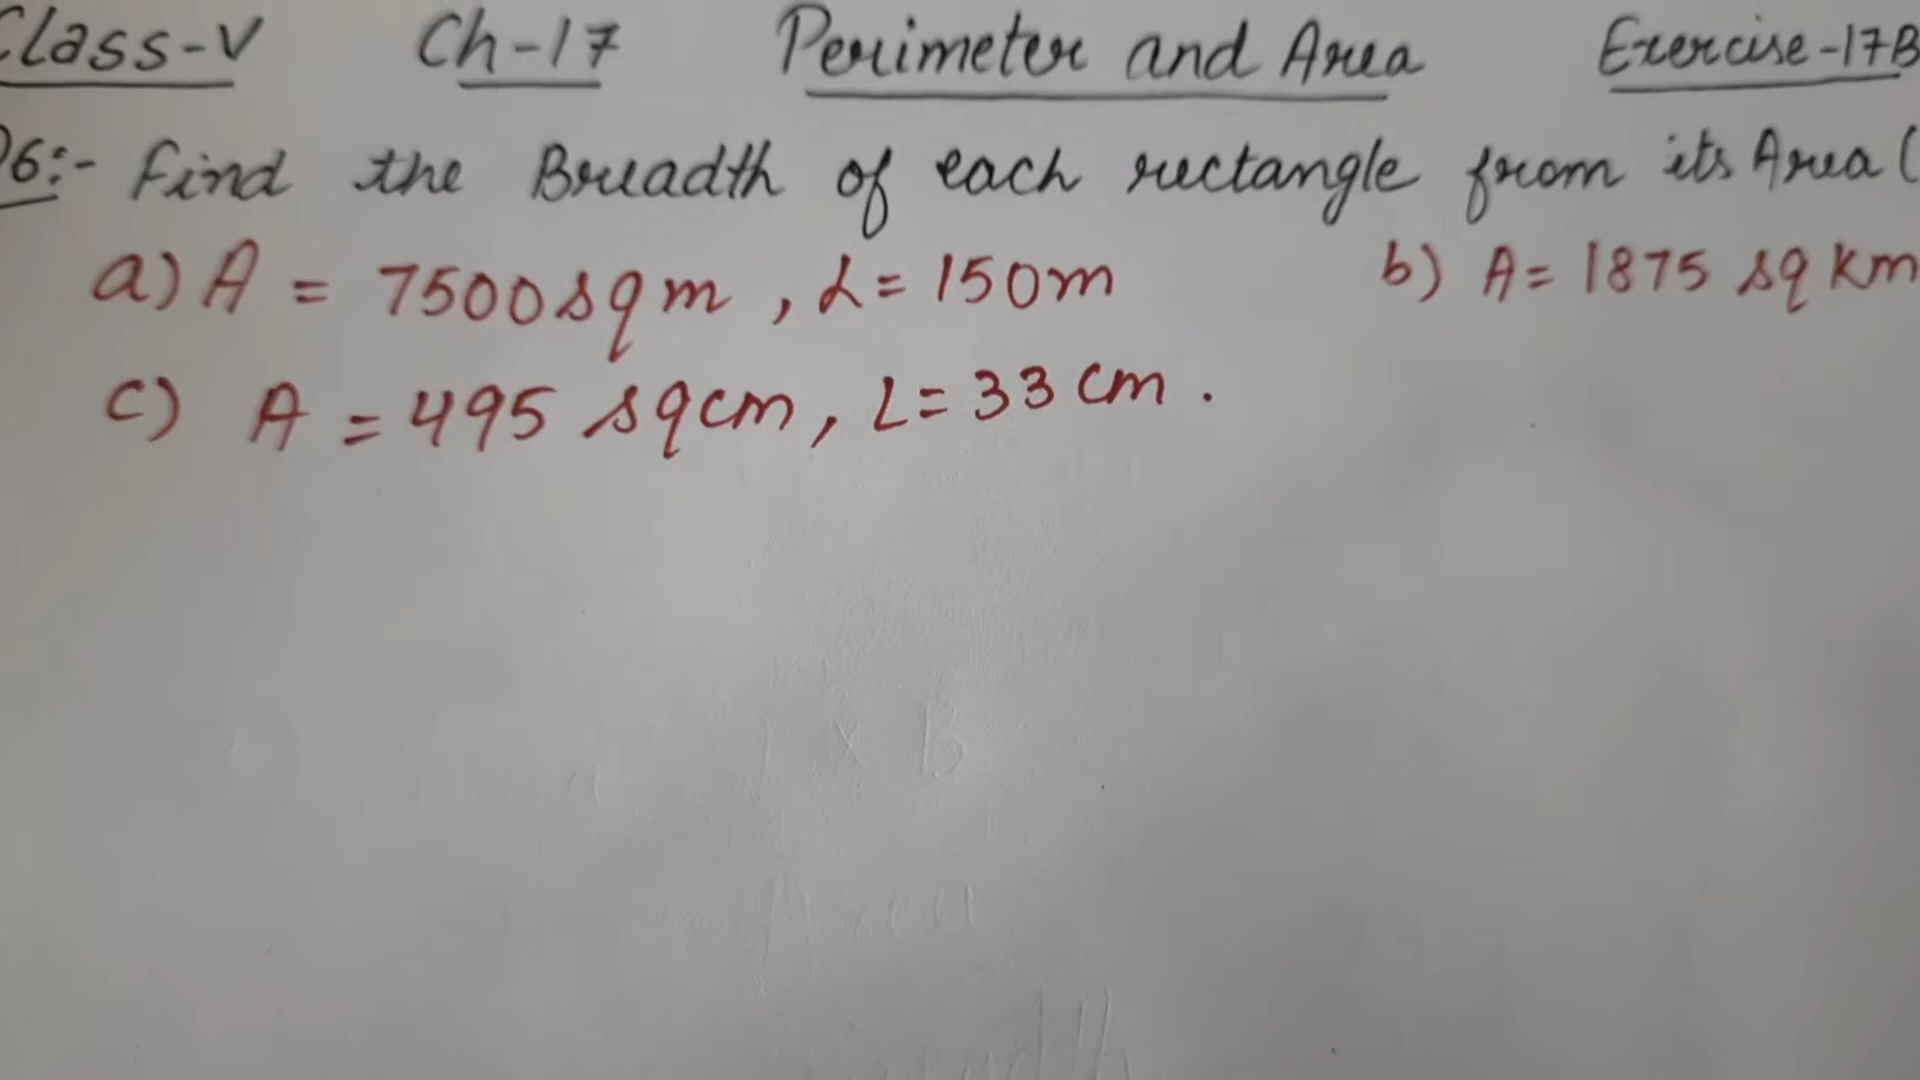 Class-V Ch-17 Perimeter and Area Exercise-17B
Q6:- Find the Breadth of each rectangle from its Area (
a) A = 7500 sq m , L = 150 m b) A = 1875 sq km
c) A = 495 sq cm, L = 33 cm .